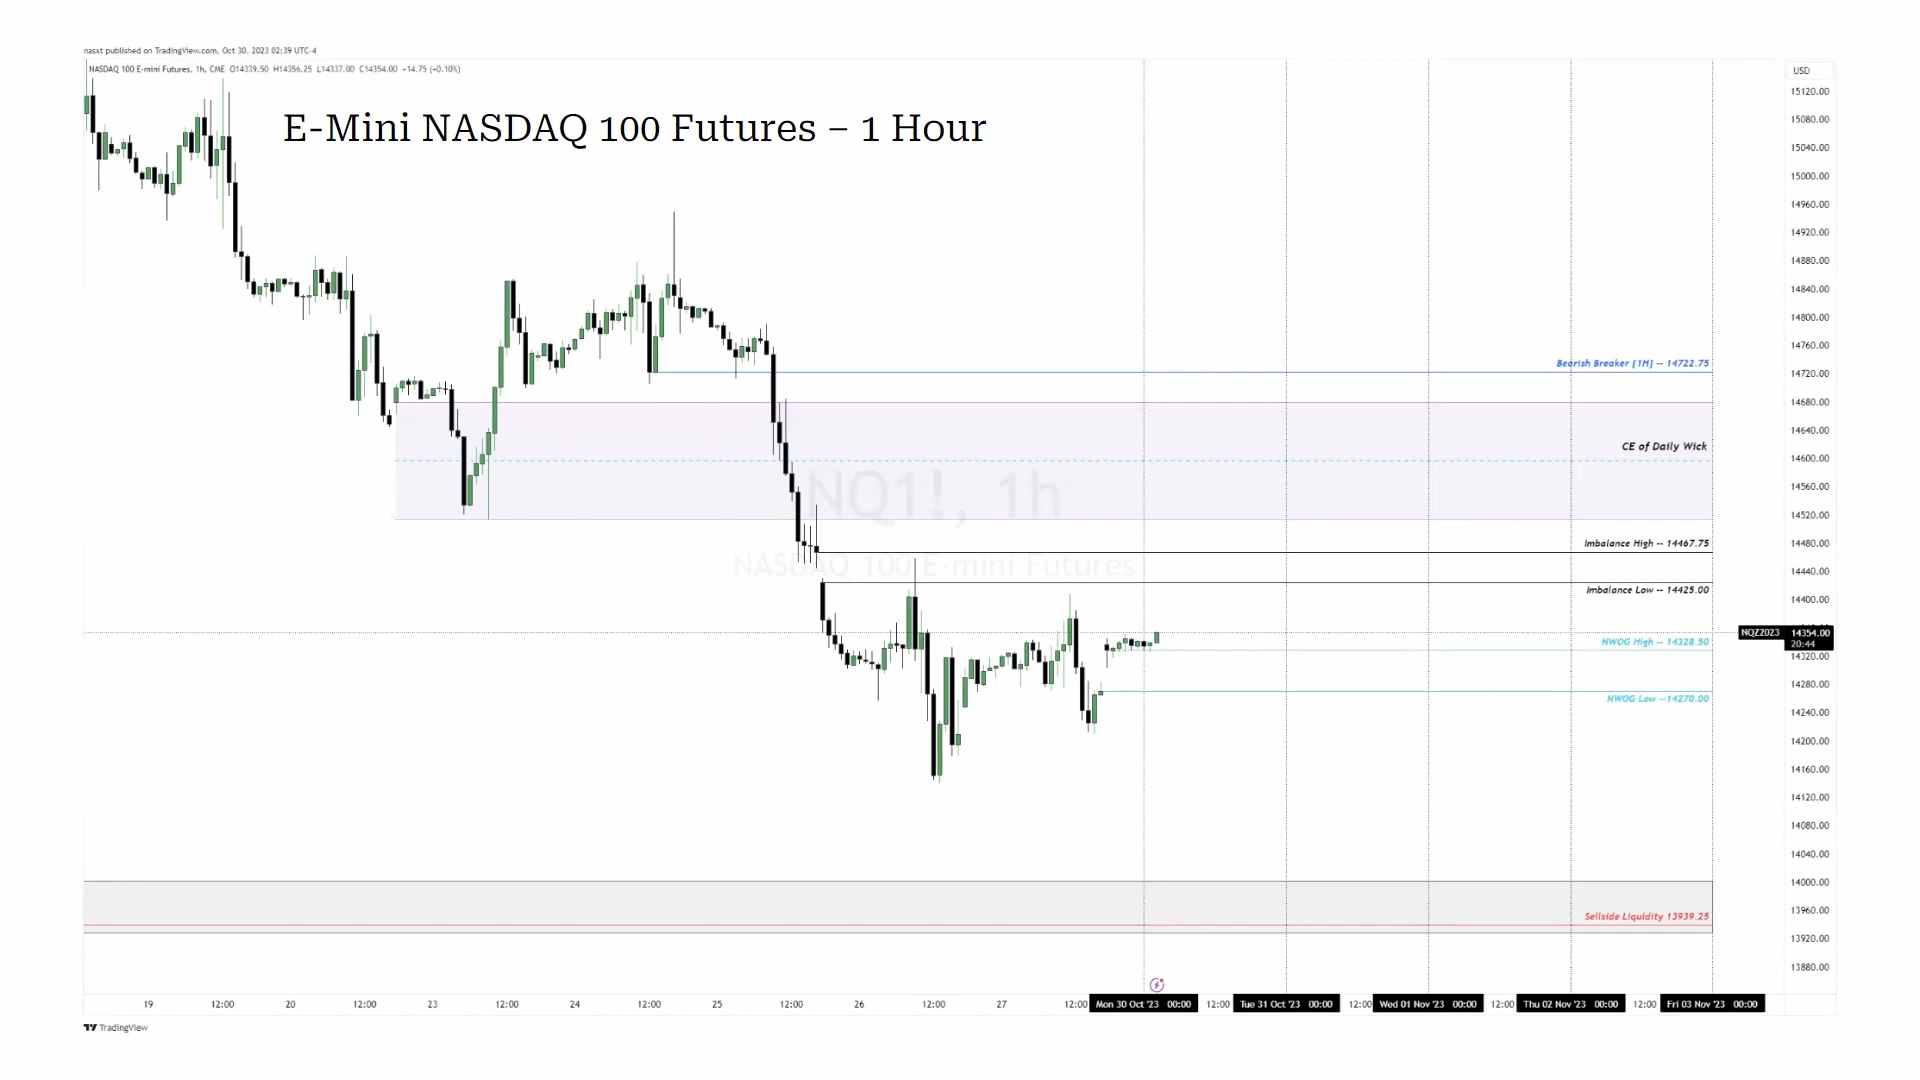 nasxt published on TradingView.com, Oct 30, 2023 02:39 UTC-4
NASDAQ 100 E-mini Futures, 1h, CME O14339.50 H14356.25 L14337.00 C14354.00 +14.75 (+0.10%)
USD
E-Mini NASDAQ 100 Futures – 1 Hour
15120.00
15080.00
15040.00
15000.00
14960.00
14920.00
14880.00
14840.00
14800.00
14760.00
Bearish Breaker [1H] -- 14722.75
14720.00
14680.00
14640.00
CE of Daily Wick
14600.00
14560.00
NQ1!, 1h
14520.00
Imbalance High -- 14467.75
14480.00
NASDAQ 100 E-mini Futures
14440.00
Imbalance Low -- 14425.00
14400.00
NQZ2023 14354.00
20:44
NWOG High -- 14328.50
14320.00
14280.00
NWOG Low --14270.00
14240.00
14200.00
14160.00
14120.00
14080.00
14040.00
14000.00
13960.00
Sellside Liquidity 13939.25
13920.00
13880.00
19 12:00 20 12:00 23 12:00 24 12:00 25 12:00 26 12:00 27 12:00 Mon 30 Oct '23 00:00 12:00 Tue 31 Oct '23 00:00 12:00 Wed 01 Nov '23 00:00 12:00 Thu 02 Nov '23 00:00 12:00 Fri 03 Nov '23 00:00
TradingView